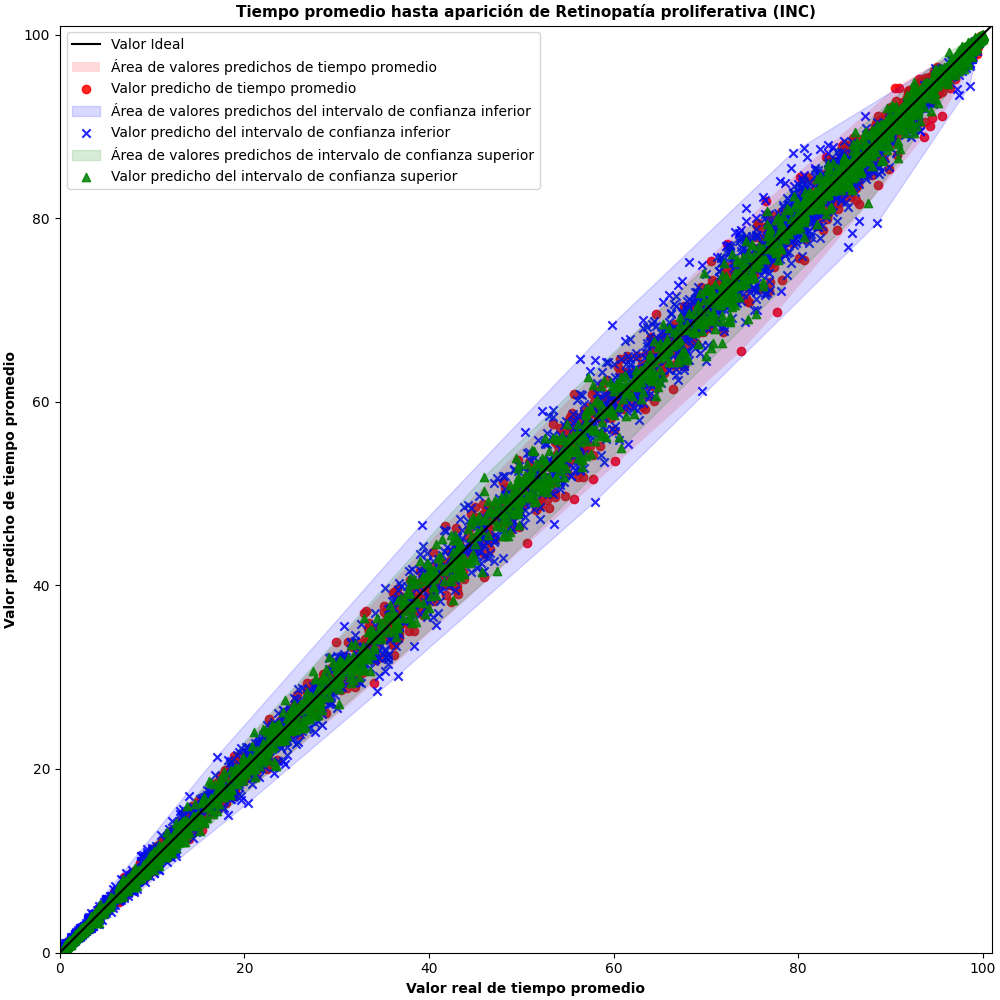 Tiempo promedio hasta aparición de Retinopatía proliferativa (INC)
Valor Ideal
Área de valores predichos de tiempo promedio
Valor predicho de tiempo promedio
Área de valores predichos del intervalo de confianza inferior
Valor predicho del intervalo de confianza inferior
Área de valores predichos de intervalo de confianza superior
Valor predicho del intervalo de confianza superior
Valor predicho de tiempo promedio
100
80
60
40
20
0
0 20 40 60 80 100
Valor real de tiempo promedio